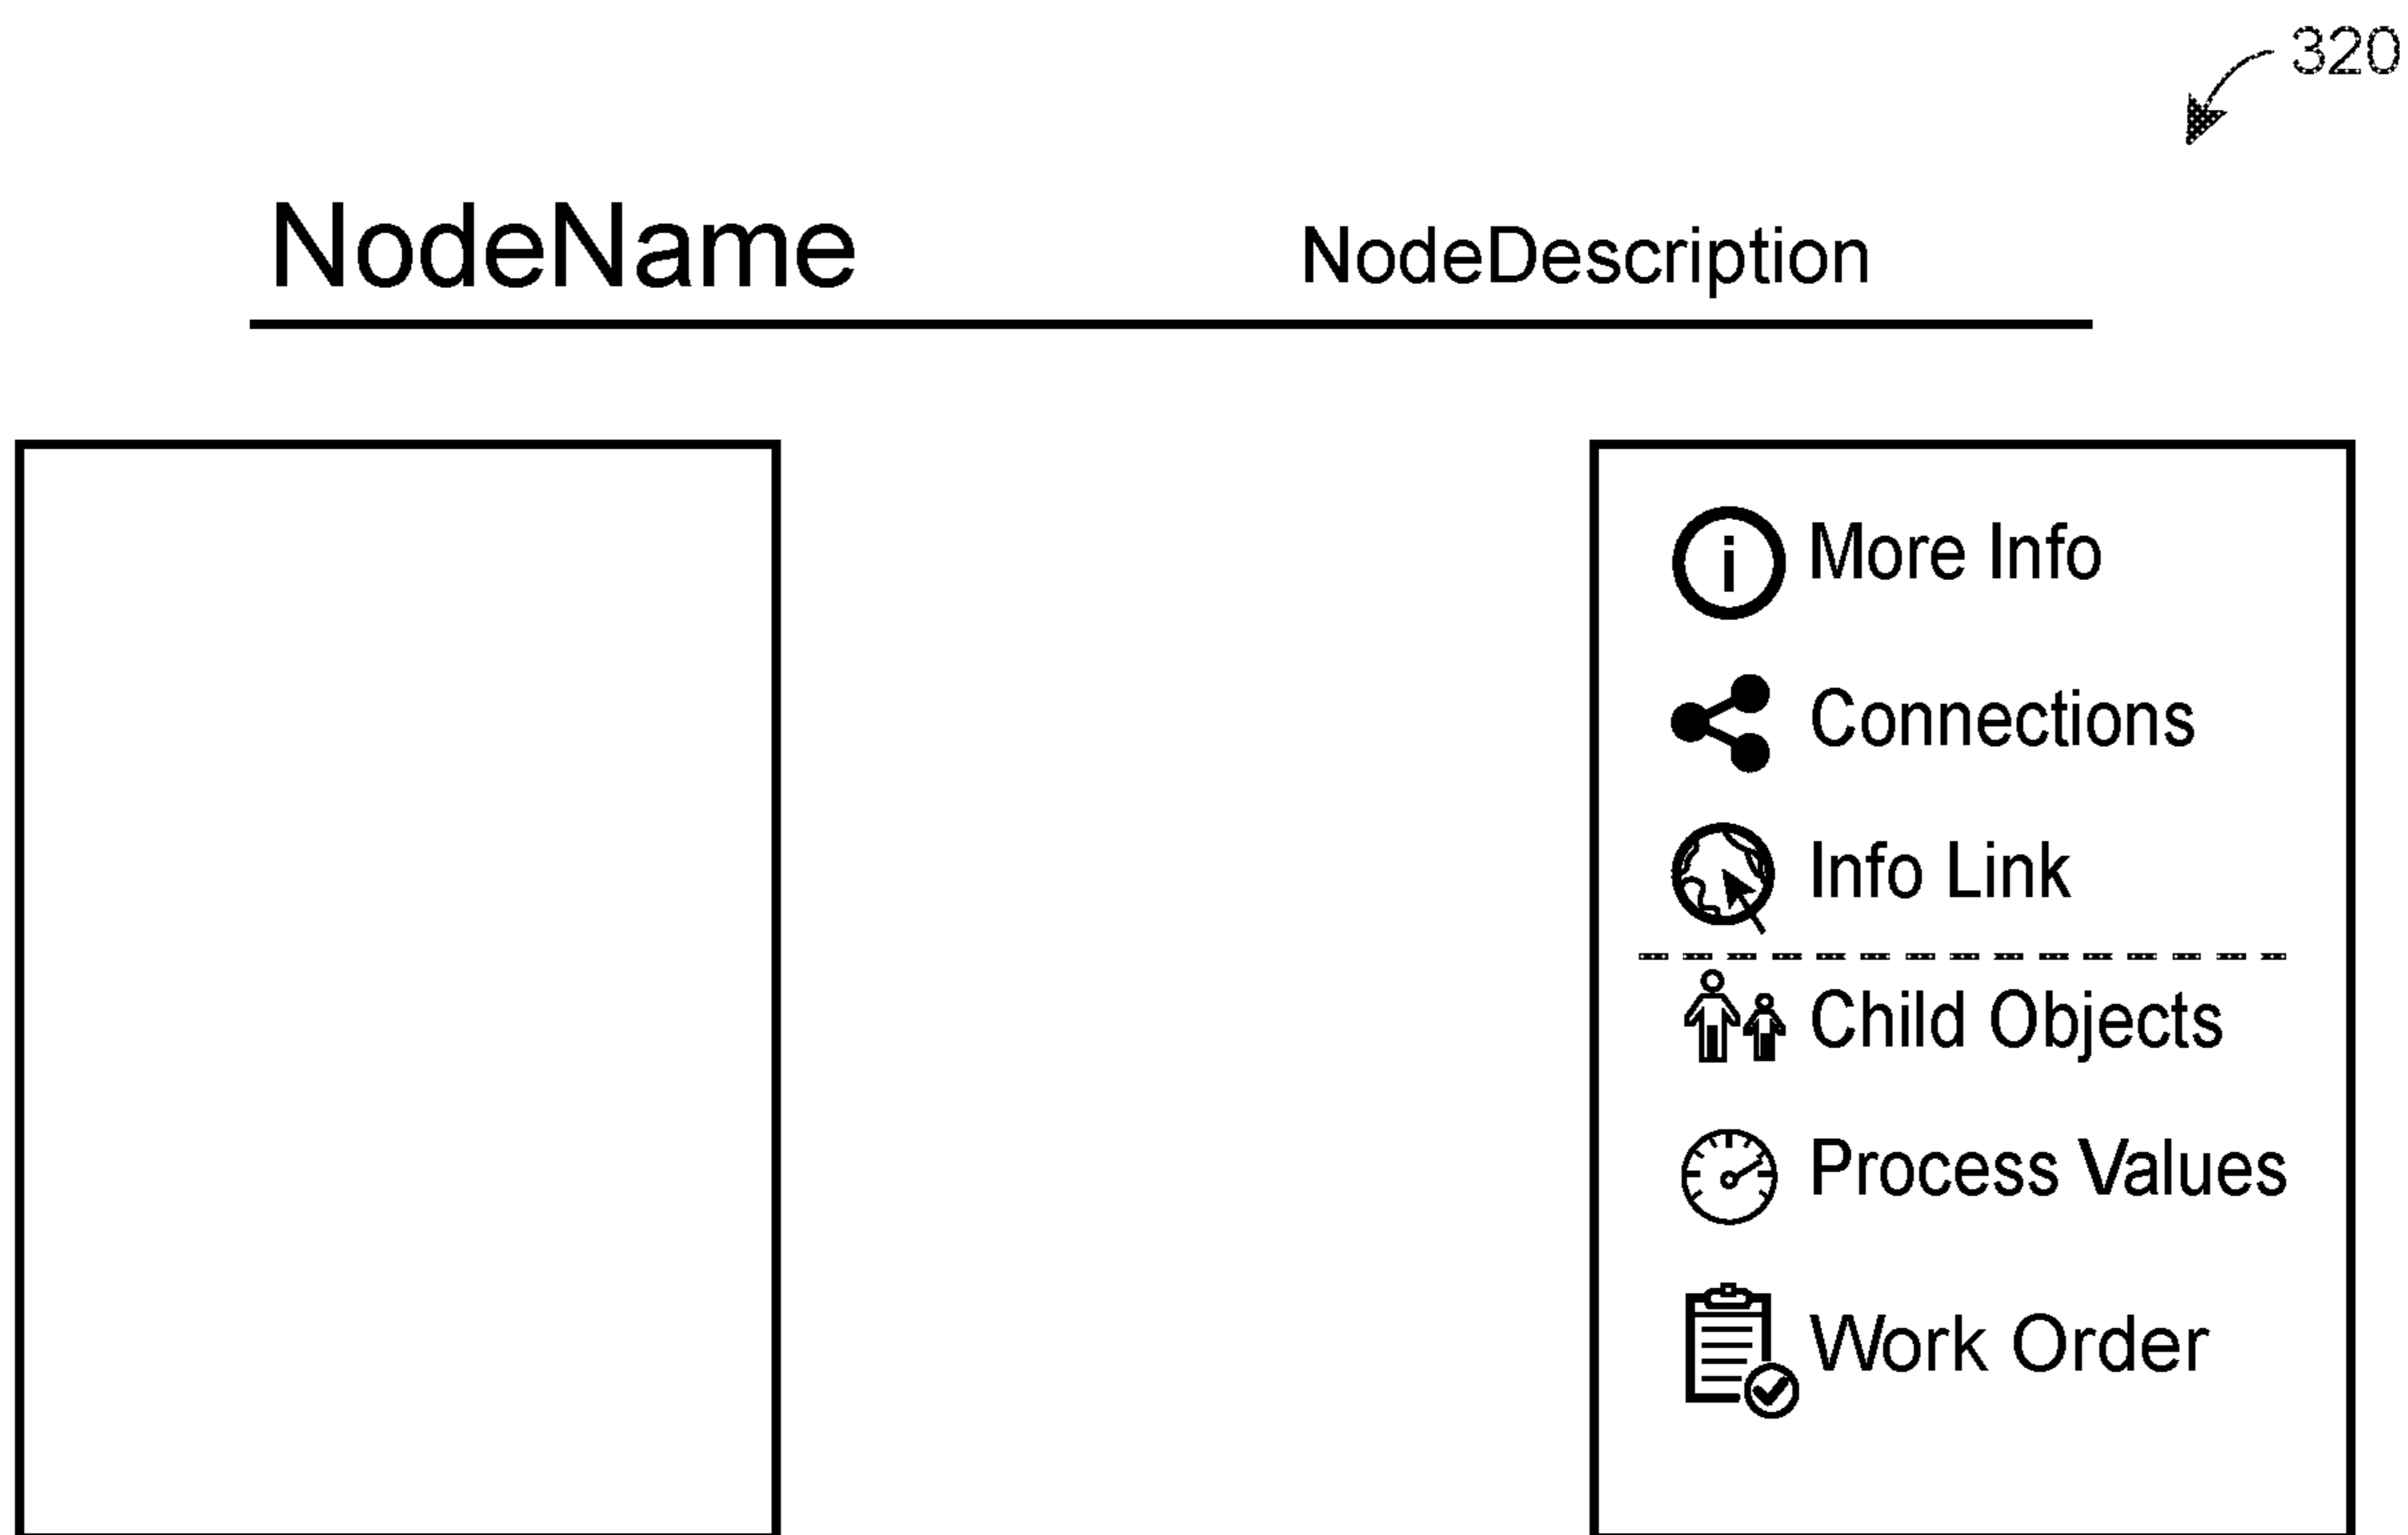 320
NodeName NodeDescription
More Info
Connections
Info Link
Child Objects
Process Values
Work Order